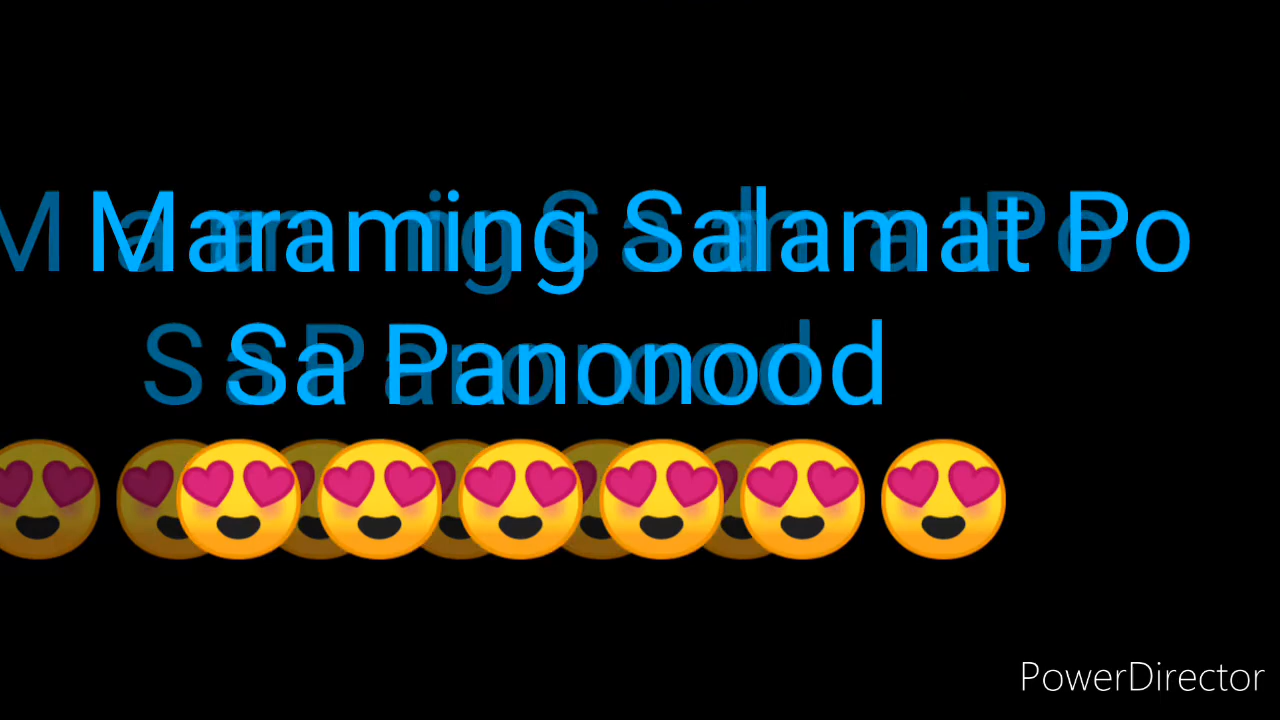 Maraming Salamat Po
Sa Panonood
😍😍😍😍😍😍
PowerDirector